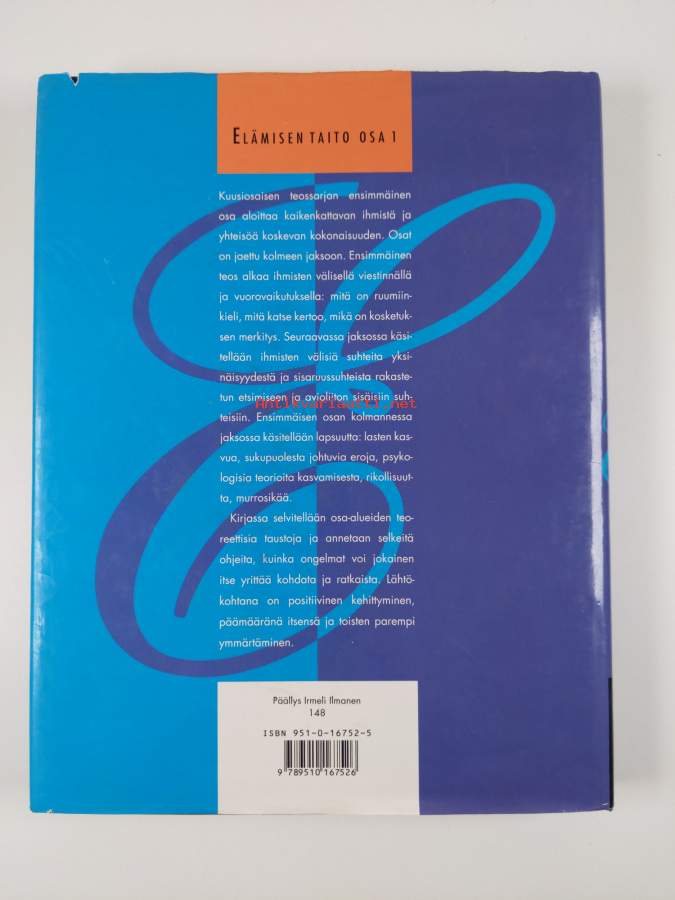 ELÄMISEN TAITO OSA 1
Kuusiosaisen teossarjan ensimmäinen
osa aloittaa kaikenkattavan ihmistä ja
yhteisöä koskevan kokonaisuuden. Osat
on jaettu kolmeen jaksoon. Ensimmäinen
teos alkaa ihmisten välisellä viestinnällä
ja vuorovaikutuksella: mitä on ruumiin-
kieli, mitä katse kertoo, mikä on kosketuk-
sen merkitys. Seuraavassa jaksossa käsi-
tellään ihmisten välisiä suhteita yksi-
näisyydestä ja sisaruussuhteista rakaste-
tun etsimiseen ja avioliiton sisäisiin suh-
Antikvariaatti.net
teisiin. Ensimmäisen osan kolmannessa
jaksossa käsitellään lapsuutta: lasten kas-
vua, sukupuolesta johtuvia eroja, psyko-
logisia teorioita kasvamisesta, rikollisuut-
ta, murrosikää.
Kirjassa selvitellään osa-alueiden teo-
reettisia taustoja ja annetaan selkeitä
ohjeita, kuinka ongelmat voi jokainen
itse yrittää kohdata ja ratkaista. Lähtö-
kohtana on positiivinen kehittyminen,
päämääränä itsensä ja toisten parempi
ymmärtäminen.
Päällys Irmeli Ilmanen
148
ISBN 951-0-16752-5
9 789510 167526